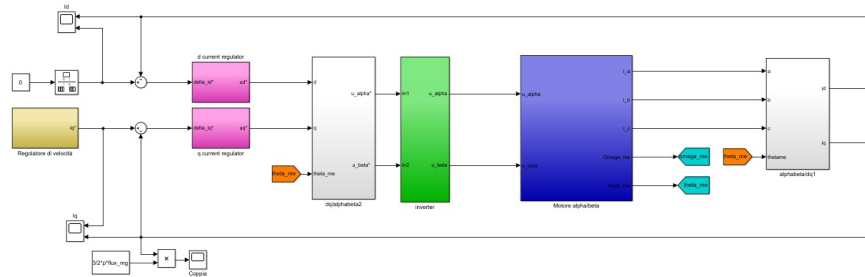 Id
d current regulator
0
delta_id*
ud*
Iq*
delta_iq*
uq*
Regolatore di velocità
q current regulator
d
q
theta_me
u_alpha*
u_beta*
dq/alphabeta2
theta_me
In1
In2
u_alpha
u_beta
inverter
u_alpha
u_beta
I_a
I_b
I_c
Omega_me
theta_me
Motore alpha/beta
omega_me
theta_me
theta_me
a
b
c
thetame
id
iq
alphabeta/dq1
Iq
3/2*p*flux_mg
×
Coppia